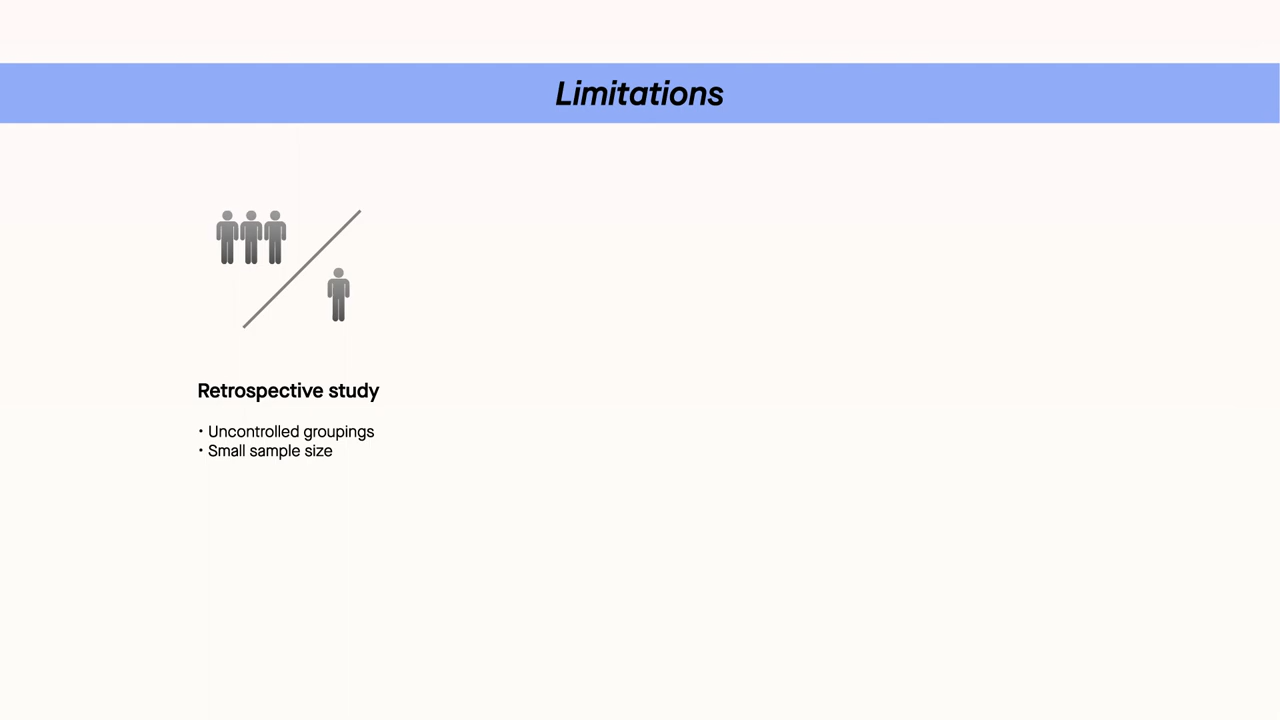 Limitations
Retrospective study
• Uncontrolled groupings
• Small sample size